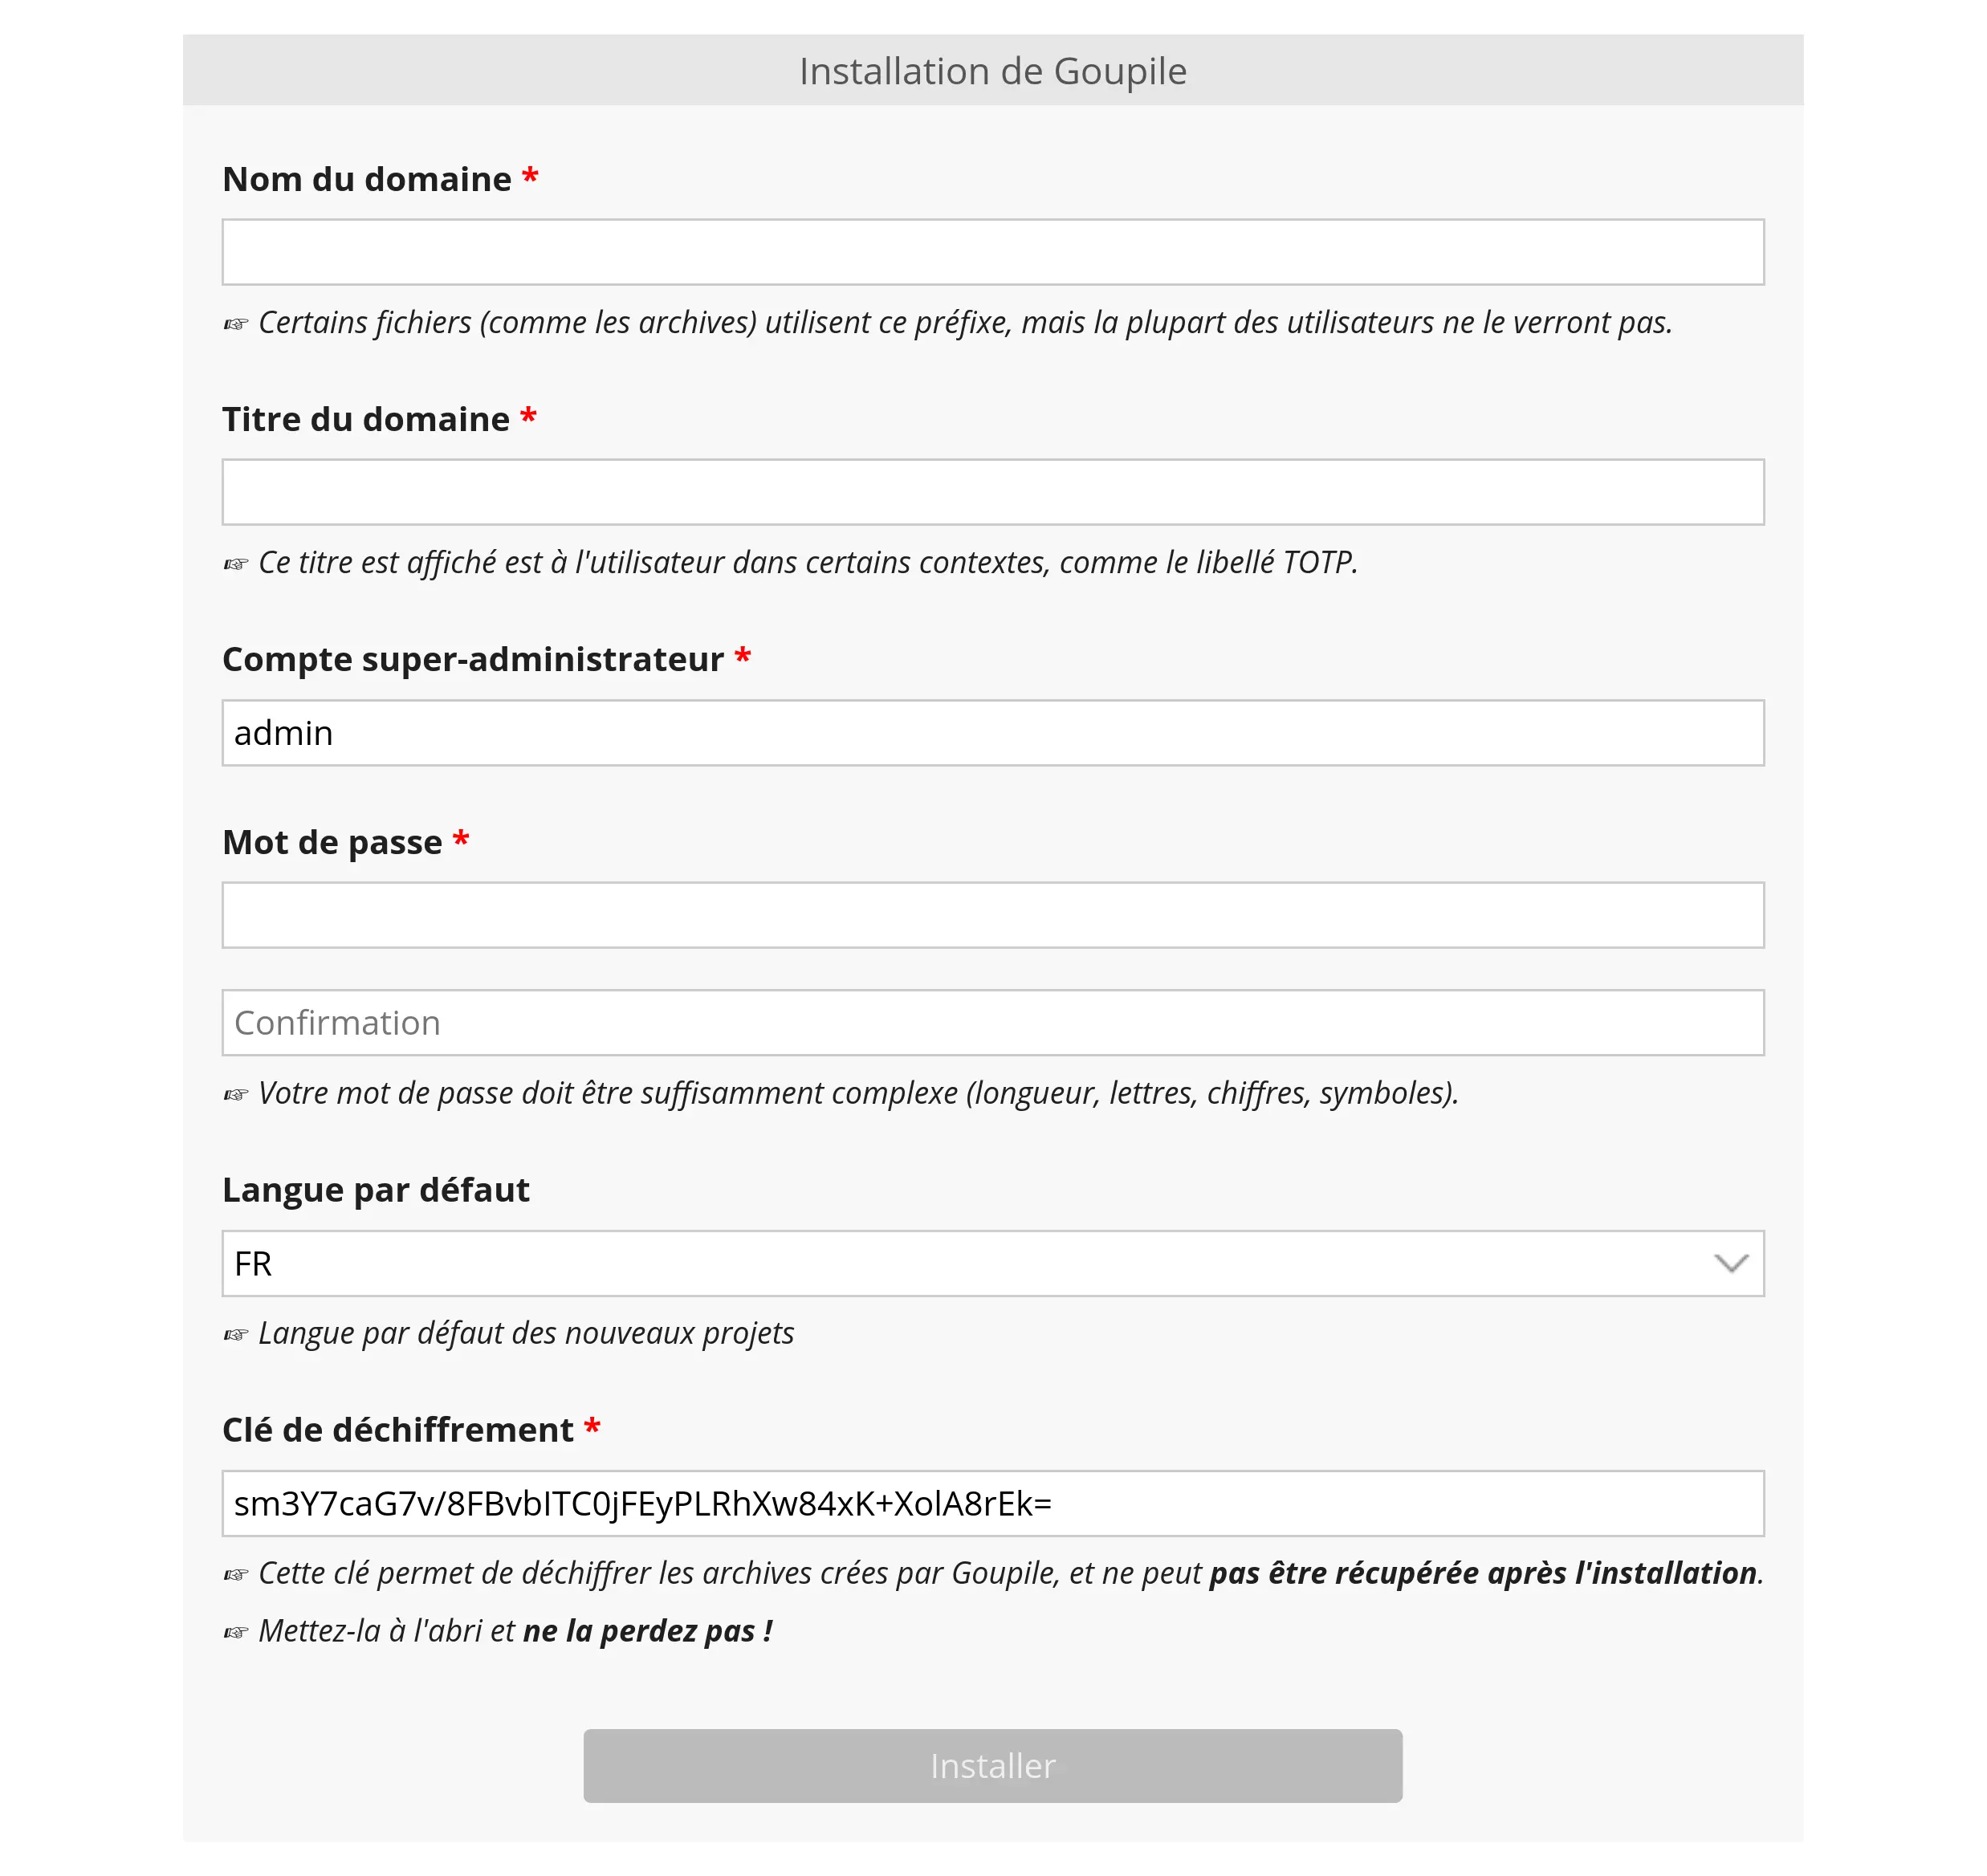 Installation de Goupile
Nom du domaine *
☞ Certains fichiers (comme les archives) utilisent ce préfixe, mais la plupart des utilisateurs ne le verront pas.
Titre du domaine *
☞ Ce titre est affiché est à l'utilisateur dans certains contextes, comme le libellé TOTP.
Compte super-administrateur *
admin
Mot de passe *
Confirmation
☞ Votre mot de passe doit être suffisamment complexe (longueur, lettres, chiffres, symboles).
Langue par défaut
FR
☞ Langue par défaut des nouveaux projets
Clé de déchiffrement *
sm3Y7caG7v/8FBvbITC0jFEyPLRhXw84xK+XolA8rEk=
☞ Cette clé permet de déchiffrer les archives crées par Goupile, et ne peut pas être récupérée après l'installation.
☞ Mettez-la à l'abri et ne la perdez pas !
Installer